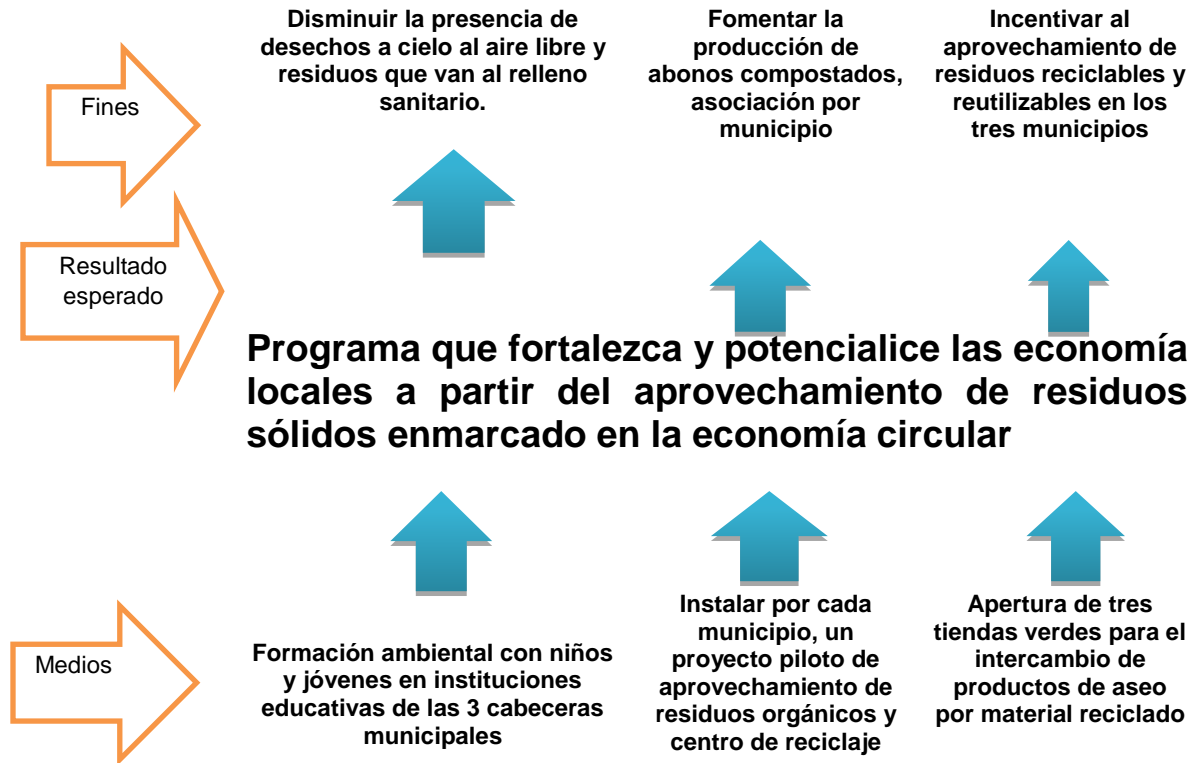 Disminuir la presencia de
desechos a cielo al aire libre y
residuos que van al relleno
sanitario.
Fomentar la
producción de
abonos compostados,
asociación por
municipio
Incentivar al
aprovechamiento de
residuos reciclables y
reutilizables en los
tres municipios
Fines
Resultado
esperado
Programa que fortalezca y potencialice las economía
locales a partir del aprovechamiento de residuos
sólidos enmarcado en la economía circular
Medios
Formación ambiental con niños
y jóvenes en instituciones
educativas de las 3 cabeceras
municipales
Instalar por cada
municipio, un
proyecto piloto de
aprovechamiento de
residuos orgánicos y
centro de reciclaje
Apertura de tres
tiendas verdes para el
intercambio de
productos de aseo
por material reciclado